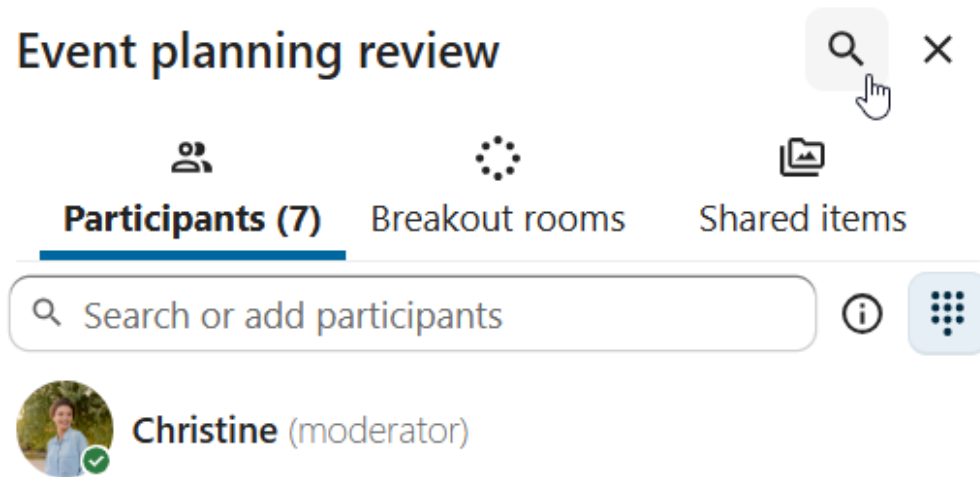 Event planning review
Participants (7) Breakout rooms Shared items
Search or add participants
Christine (moderator)